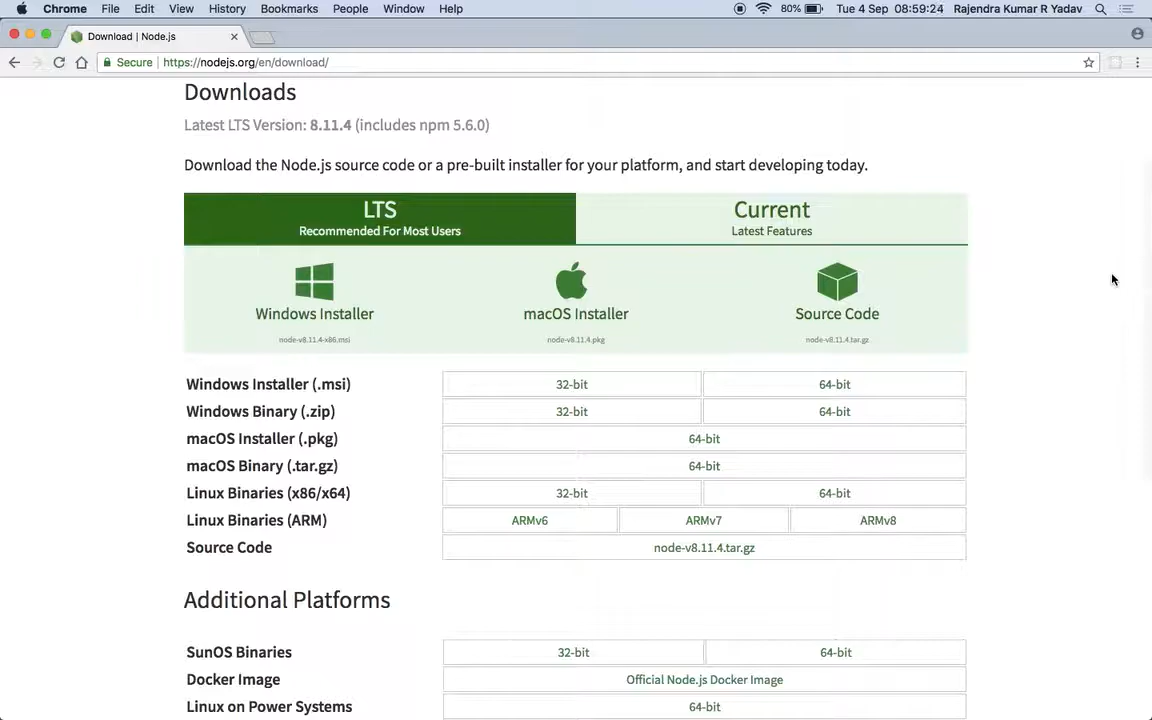 Chrome File Edit View History Bookmarks People Window Help 80% Tue 4 Sep 08:59:24 Rajendra Kumar R Yadav
Download | Node.js
Secure https://nodejs.org/en/download/
Downloads
Latest LTS Version: 8.11.4 (includes npm 5.6.0)
Download the Node.js source code or a pre-built installer for your platform, and start developing today.
LTS Current
Recommended For Most Users Latest Features
Windows Installer macOS Installer Source Code
node-v8.11.4-x86.msi node-v8.11.4.pkg node-v8.11.4.tar.gz
Windows Installer (.msi) 32-bit 64-bit
Windows Binary (.zip) 32-bit 64-bit
macOS Installer (.pkg) 64-bit
macOS Binary (.tar.gz) 64-bit
Linux Binaries (x86/x64) 32-bit 64-bit
Linux Binaries (ARM) ARMv6 ARMv7 ARMv8
Source Code node-v8.11.4.tar.gz
Additional Platforms
SunOS Binaries 32-bit 64-bit
Docker Image Official Node.js Docker Image
Linux on Power Systems 64-bit